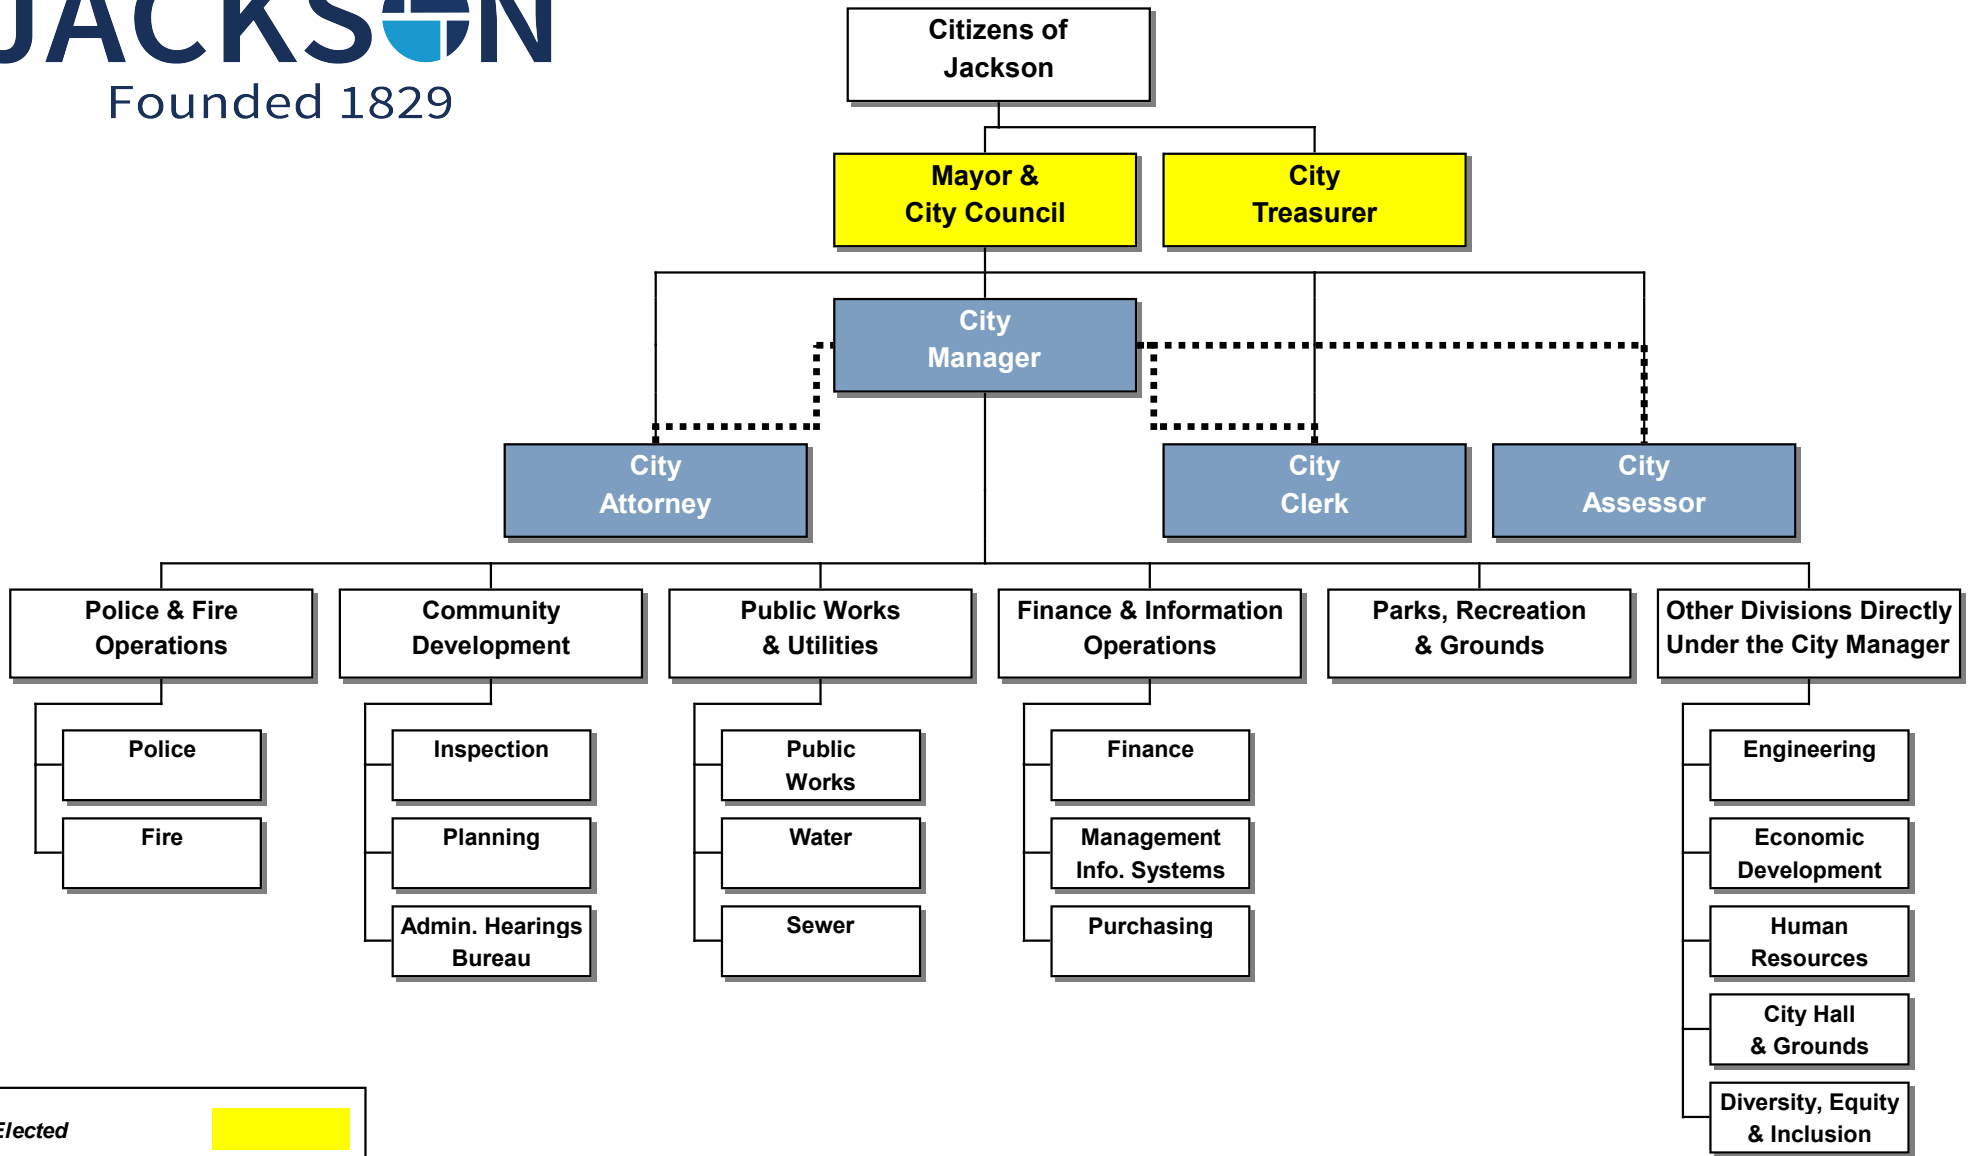 JACKSON
Founded 1829
Citizens of
Jackson
Mayor &
City Council
City
Treasurer
City
Manager
City
Attorney
City
Clerk
City
Assessor
Police & Fire
Operations
Community
Development
Public Works
& Utilities
Finance & Information
Operations
Parks, Recreation
& Grounds
Other Divisions Directly
Under the City Manager
Police
Fire
Inspection
Planning
Admin. Hearings
Bureau
Public
Works
Water
Sewer
Finance
Management
Info. Systems
Purchasing
Engineering
Economic
Development
Human
Resources
City Hall
& Grounds
Diversity, Equity
& Inclusion
Elected